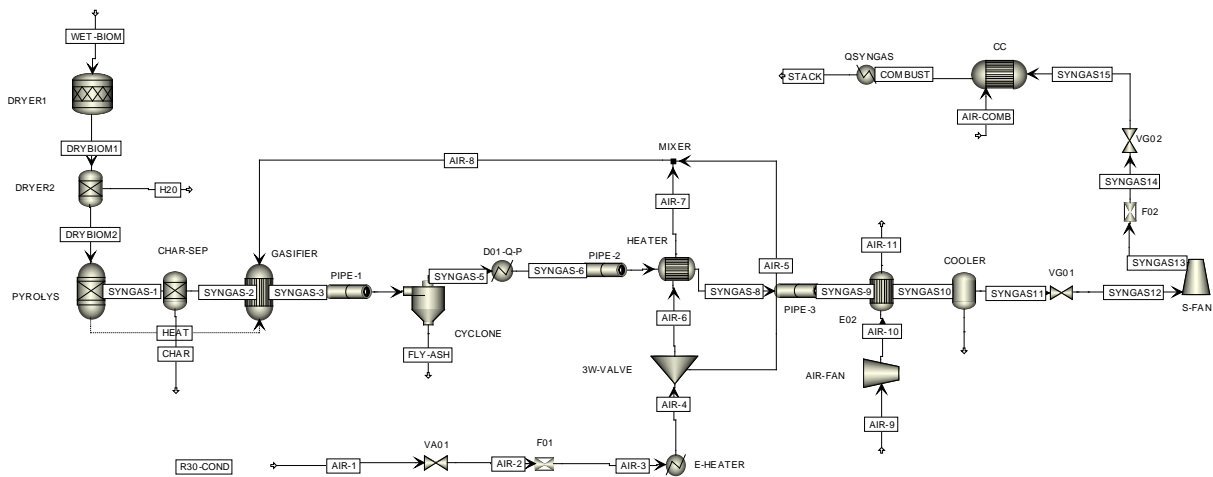 WET-BIOM
DRYER1
DRYBIOM1
DRYER2
H20
DRYBIOM2
PYROLYS
SYNGAS-1
CHAR-SEP
HEAT
CHAR
SYNGAS-2
GASIFIER
SYNGAS-3
PIPE-1
CYCLONE
FLY-ASH
SYNGAS-5
D01-Q-P
SYNGAS-6
PIPE-2
HEATER
AIR-8
MIXER
AIR-7
AIR-6
AIR-5
SYNGAS-8
PIPE-3
SYNGAS-9
3W-VALVE
AIR-4
R30-COND
AIR-1
VA01
AIR-2
F01
AIR-3
E-HEATER
AIR-11
E02
AIR-10
AIR-FAN
AIR-9
SYNGAS10
COOLER
SYNGAS11
VG01
SYNGAS12
S-FAN
SYNGAS13
F02
SYNGAS14
VG02
SYNGAS15
CC
AIR-COMB
COMBUST
QSYNGAS
STACK